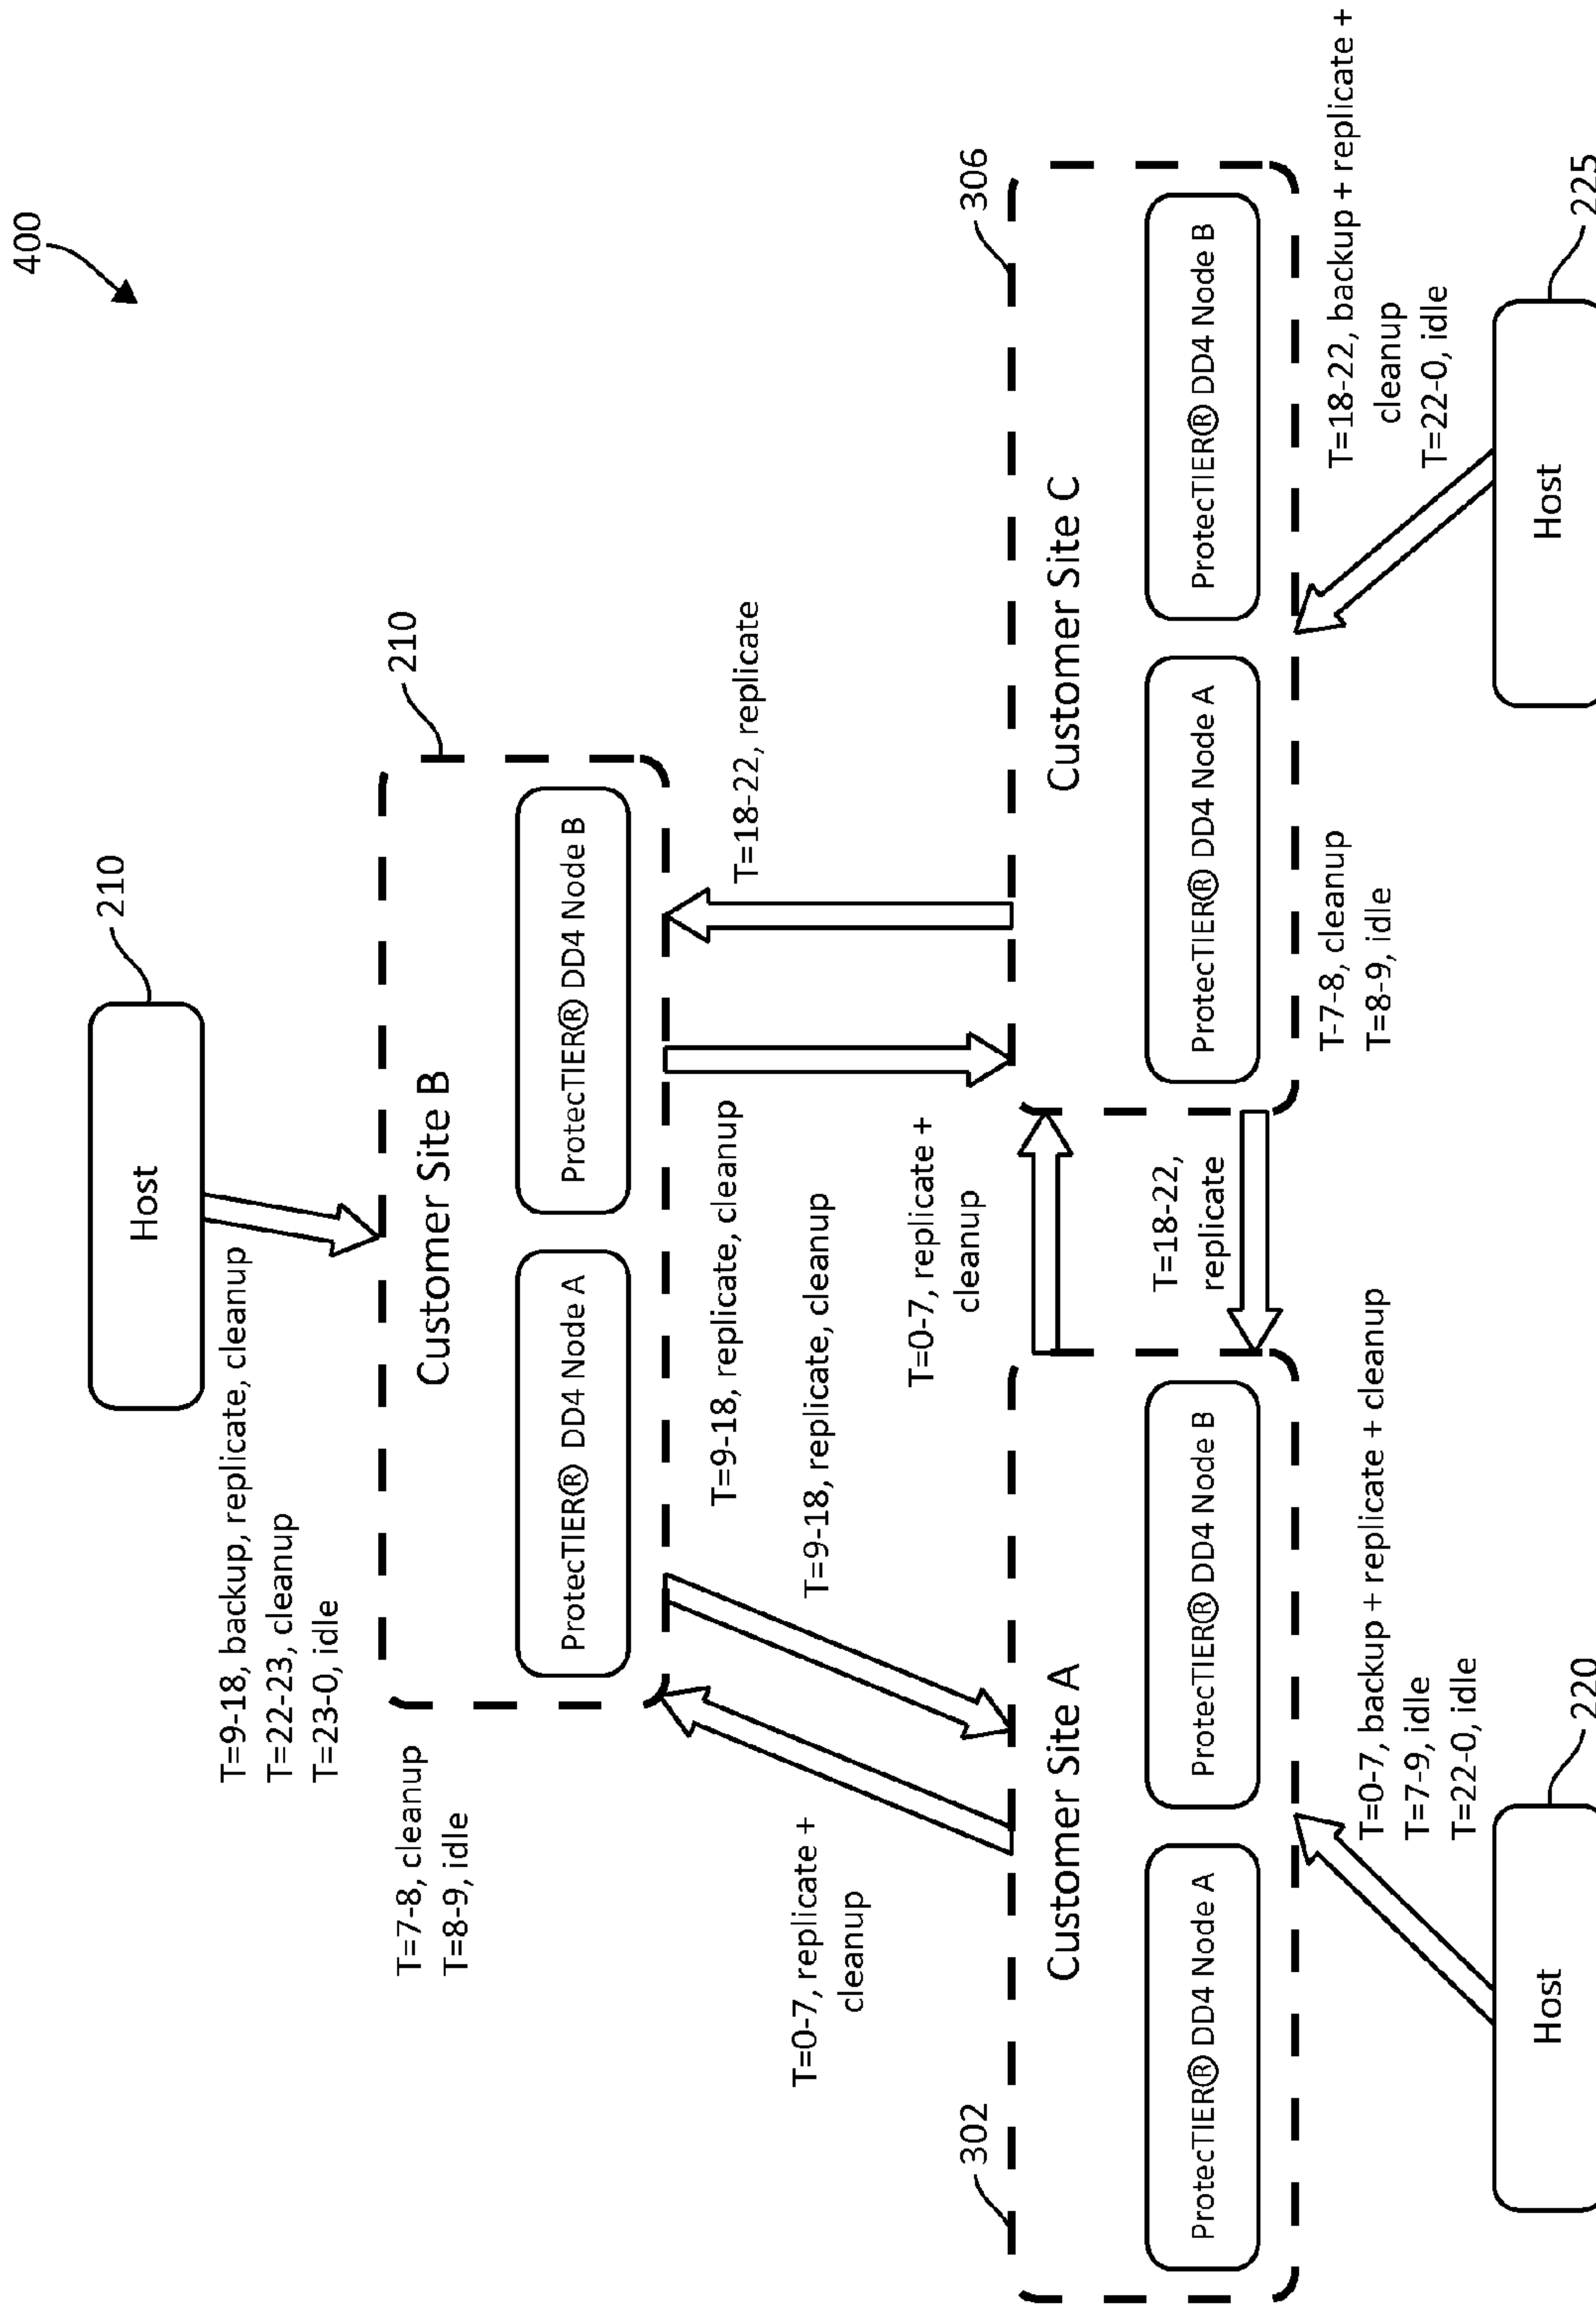 400
210
Host
T=9-18, backup, replicate, cleanup
T=22-23, cleanup
T=23-0, idle
210
T=7-8, cleanup
T=8-9, idle
Customer Site B
ProtecTIER® DD4 Node A
ProtecTIER® DD4 Node B
T=18-22, replicate
T=9-18, replicate, cleanup
T=9-18, replicate, cleanup
T=0-7, replicate +
cleanup
T=0-7, replicate +
cleanup
302
Customer Site A
ProtecTIER® DD4 Node A
ProtecTIER® DD4 Node B
T=18-22,
replicate
306
Customer Site C
ProtecTIER® DD4 Node A
ProtecTIER® DD4 Node B
T-7-8, cleanup
T=8-9, idle
T=18-22, backup + replicate +
cleanup
T=22-0, idle
T=0-7, backup + replicate + cleanup
T=7-9, idle
T=22-0, idle
220
Host
225
Host